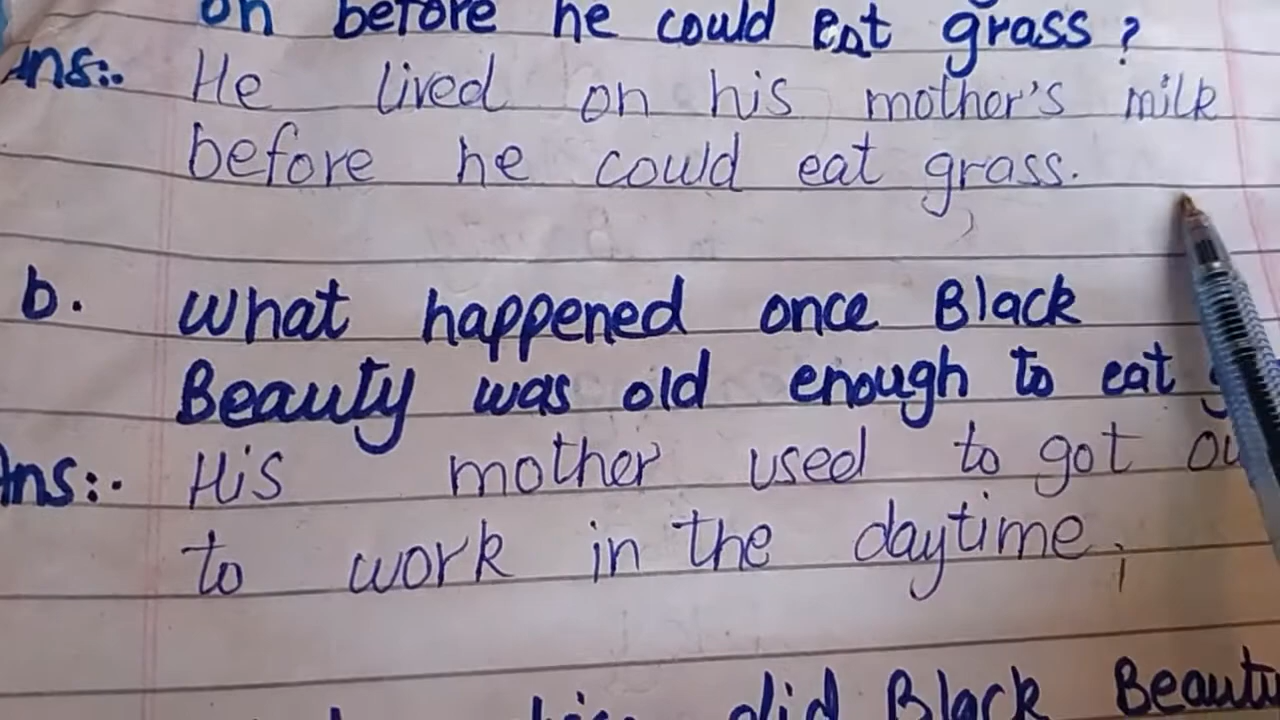 on before he could eat grass?
Ans:. He lived on his mother's milk
before he could eat grass.
b. What happened once Black
Beauty was old enough to eat
Ans:. His mother used to got
to work in the daytime,
did Black Beauty